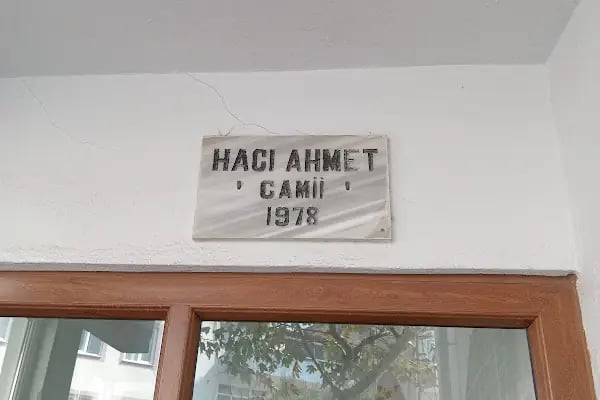 HACI AHMET
' CAMİİ '
1978